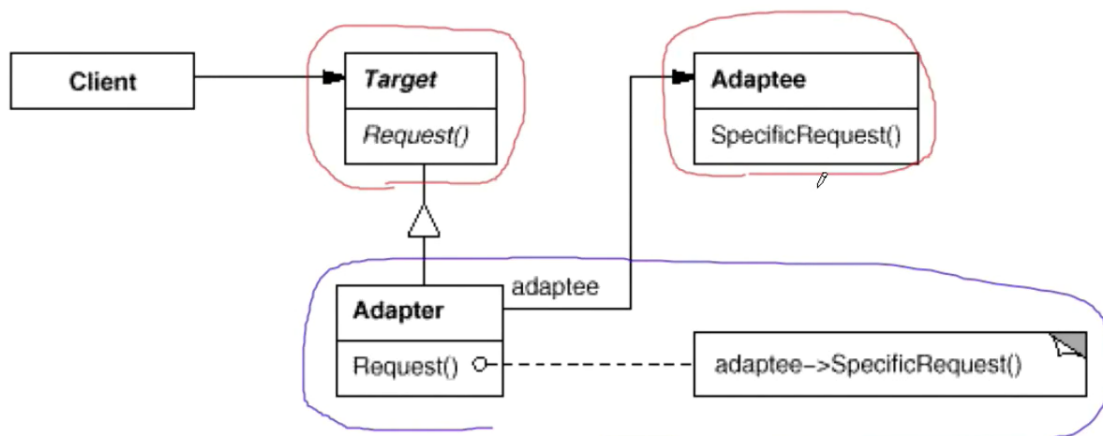 Client
Target
Request()
Adaptee
SpecificRequest()
adaptee
Adapter
Request()
adaptee->SpecificRequest()